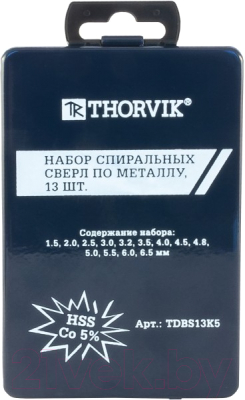 TR THORVIK®
НАБОР СПИРАЛЬНЫХ
СВЕРЛ ПО МЕТАЛЛУ,
13 ШТ.
Содержание набора:
1.5, 2.0, 2.5, 3.0, 3.2, 3.5, 4.0, 4.5, 4.8,
5.0, 5.5, 6.0, 6.5 мм
HSS
Co 5%
Арт.: TDBS13K5